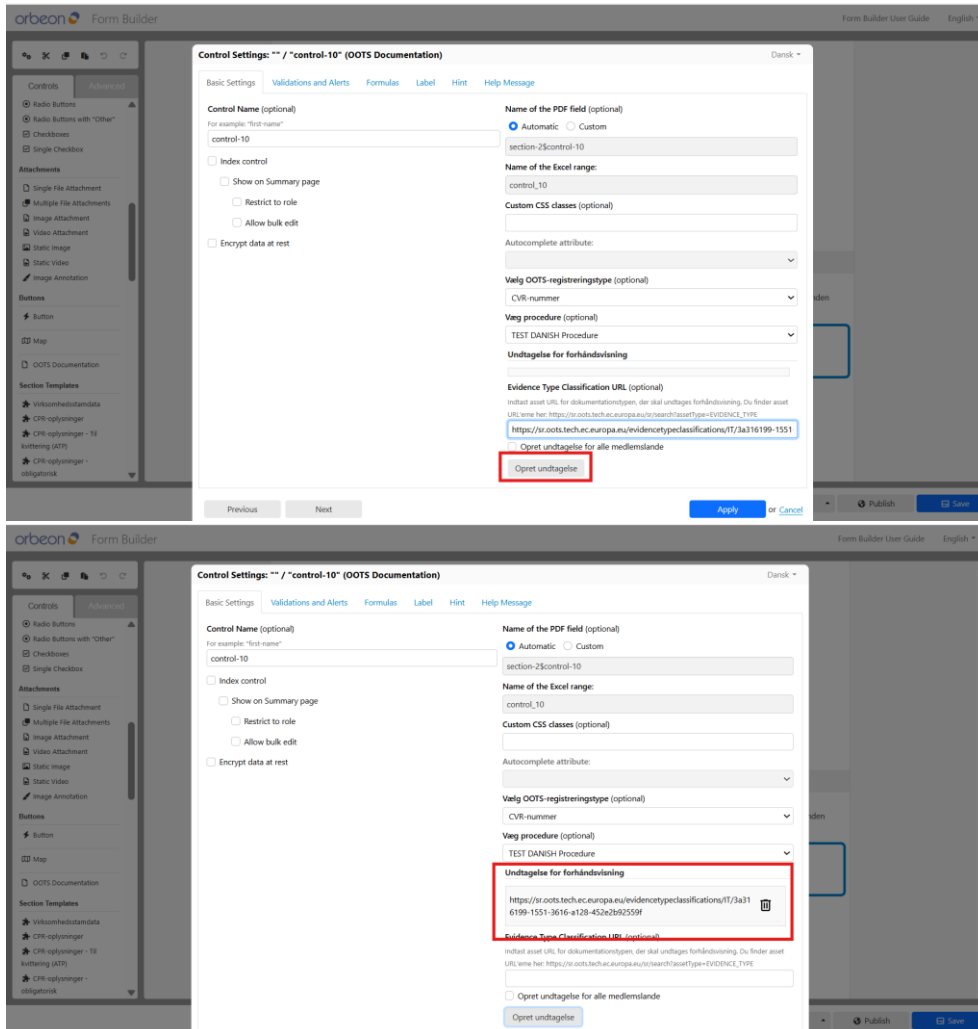 orbeon Form Builder
Form Builder User Guide English
Control Settings: "" / "control-10" (OOTS Documentation)
Dansk
Controls Advanced
Radio Buttons
Radio Buttons with "Other"
Checkboxes
Single Checkbox
Attachments
Single File Attachment
Multiple File Attachments
Image Attachment
Video Attachment
Static Image
Static Video
Image Annotation
Buttons
Button
Map
OOTS Documentation
Section Templates
Virksomhedsstamdata
CPR-oplysninger
CPR-oplysninger - Til
kvittering (ATP)
CPR-oplysninger -
obligatorisk
Basic Settings Validations and Alerts Formulas Label Hint Help Message
Control Name (optional)
For example: "first-name"
control-10
Index control
Show on Summary page
Restrict to role
Allow bulk edit
Encrypt data at rest
Name of the PDF field (optional)
Automatic Custom
section-2$control-10
Name of the Excel range:
control_10
Custom CSS classes (optional)
Autocomplete attribute:
Vælg OOTS-registreringstype (optional)
CVR-nummer
Væg procedure (optional)
TEST DANISH Procedure
Undtagelse for forhåndsvisning
Evidence Type Classification URL (optional)
Indtast asset URL for dokumentationstypen, der skal undtages forhåndsvisning. Du finder asset
URL'erne her: https://sr.oots.tech.ec.europa.eu/sr/search?assetType=EVIDENCE_TYPE
https://sr.oots.tech.ec.europa.eu/evidencetypeclassifications/IT/3a316199-1551
Opret undtagelse for alle medlemslande
Opret undtagelse
Previous Next
Apply or Cancel
Publish Save
nden
orbeon Form Builder
Form Builder User Guide English
Control Settings: "" / "control-10" (OOTS Documentation)
Dansk
Controls Advanced
Radio Buttons
Radio Buttons with "Other"
Checkboxes
Single Checkbox
Attachments
Single File Attachment
Multiple File Attachments
Image Attachment
Video Attachment
Static Image
Static Video
Image Annotation
Buttons
Button
Map
OOTS Documentation
Section Templates
Virksomhedsstamdata
CPR-oplysninger
CPR-oplysninger - Til
kvittering (ATP)
CPR-oplysninger -
obligatorisk
Basic Settings Validations and Alerts Formulas Label Hint Help Message
Control Name (optional)
For example: "first-name"
control-10
Index control
Show on Summary page
Restrict to role
Allow bulk edit
Encrypt data at rest
Name of the PDF field (optional)
Automatic Custom
section-2$control-10
Name of the Excel range:
control_10
Custom CSS classes (optional)
Autocomplete attribute:
Vælg OOTS-registreringstype (optional)
CVR-nummer
Væg procedure (optional)
TEST DANISH Procedure
Undtagelse for forhåndsvisning
https://sr.oots.tech.ec.europa.eu/evidencetypeclassifications/IT/3a31
6199-1551-3616-a128-452e2b92559f
Evidence Type Classification URL (optional)
Indtast asset URL for dokumentationstypen, der skal undtages forhåndsvisning. Du finder asset
URL'erne her: https://sr.oots.tech.ec.europa.eu/sr/search?assetType=EVIDENCE_TYPE
Opret undtagelse for alle medlemslande
Opret undtagelse
Publish Save
nden